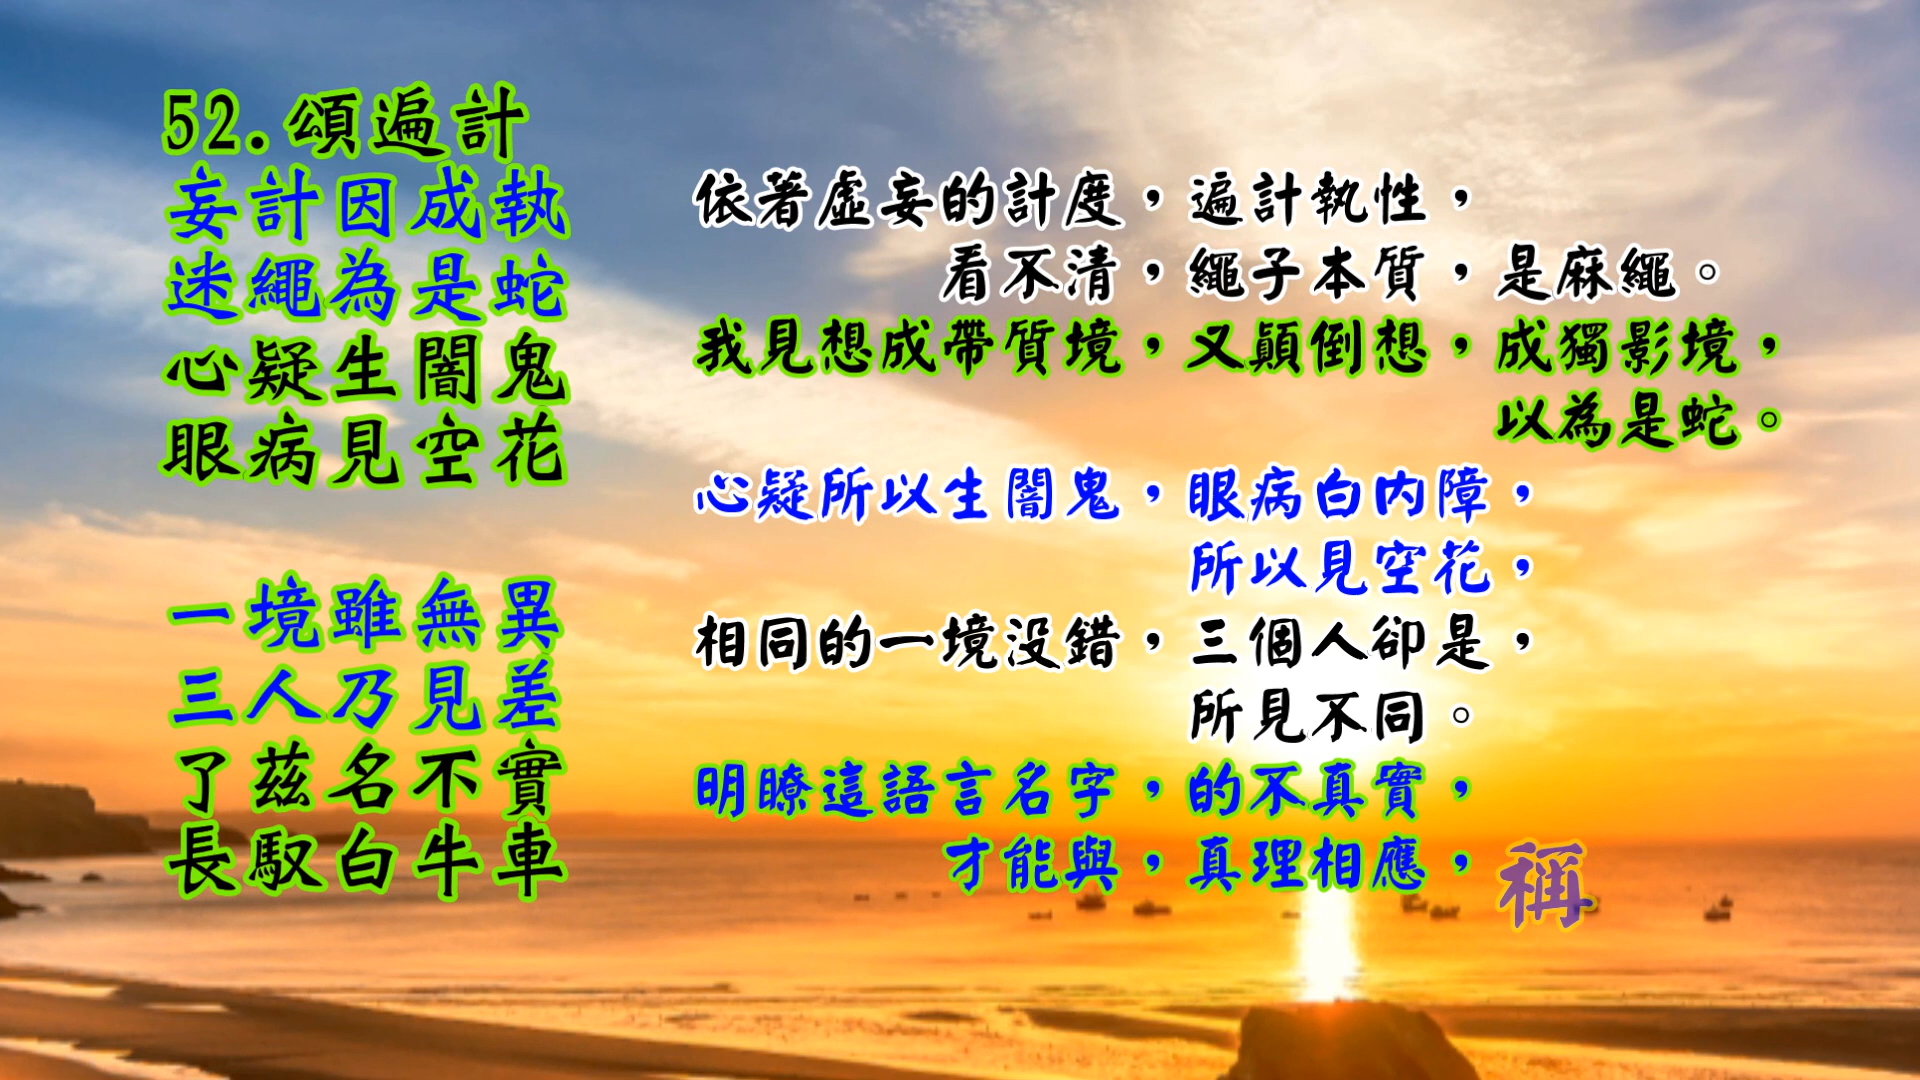 52.頌遍計
妄計因成執
迷繩為是蛇
心疑生闇鬼
眼病見空花
一境雖無異
三人乃見差
了茲名不實
長馭白牛車
依著虛妄的計度，遍計執性，
看不清，繩子本質，是麻繩。
我見想成帶質境，又顛倒想，成獨影境，
以為是蛇。
心疑所以生闇鬼，眼病白內障，
所以見空花，
相同的一境没錯，三個人卻是，
所見不同。
明瞭這語言名字，的不真實，
才能與，真理相應，稱